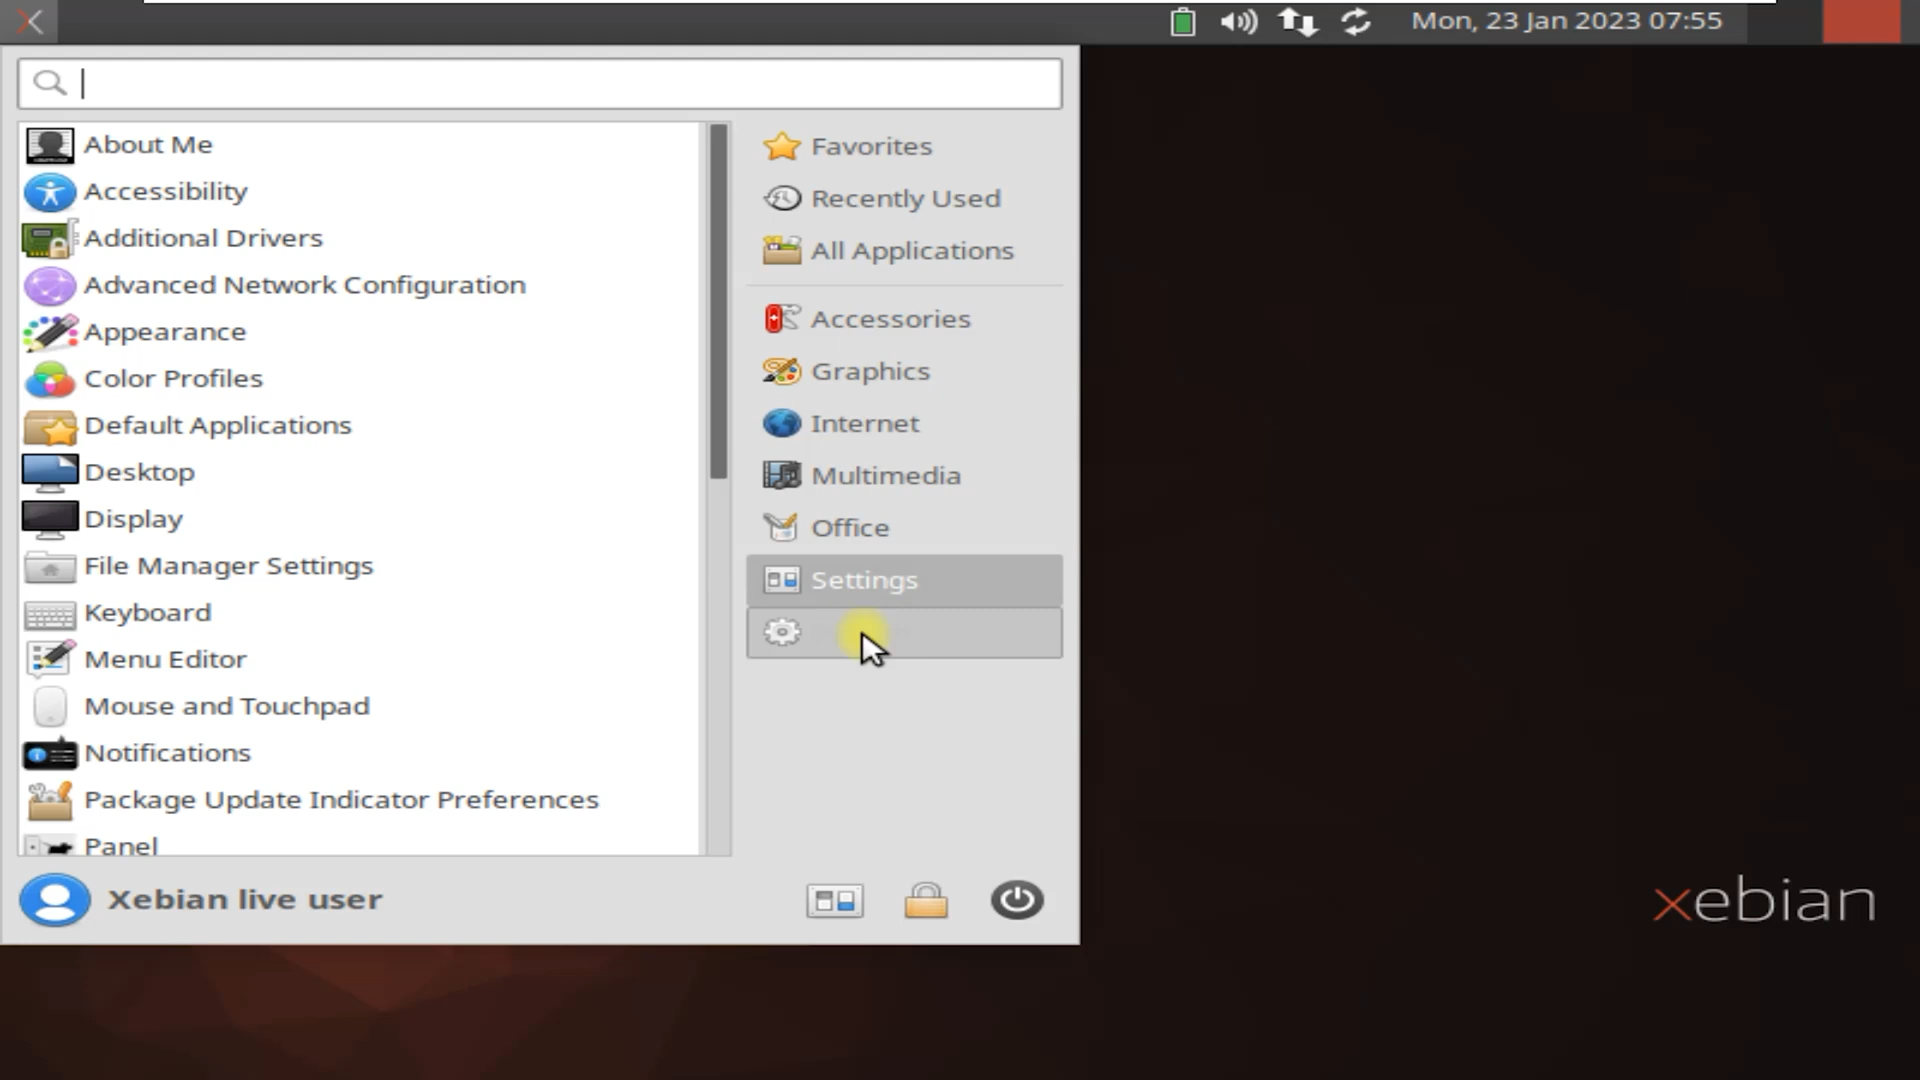 Mon, 23 Jan 2023 07:55
About Me
Accessibility
Additional Drivers
Advanced Network Configuration
Appearance
Color Profiles
Default Applications
Desktop
Display
File Manager Settings
Keyboard
Menu Editor
Mouse and Touchpad
Notifications
Package Update Indicator Preferences
Panel
Favorites
Recently Used
All Applications
Accessories
Graphics
Internet
Multimedia
Office
Settings
Xebian live user
xebian